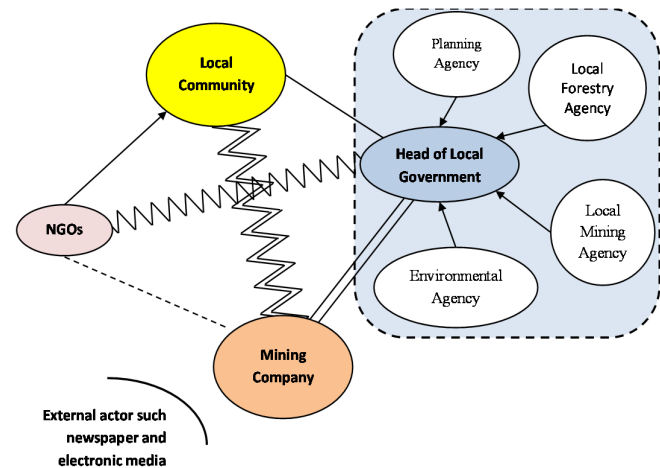 Local
Community
Planning
Agency
Local
Forestry
Agency
Head of Local
Government
NGOs
Local
Mining
Agency
Environmental
Agency
Mining
Company
External actor such
newspaper and
electronic media